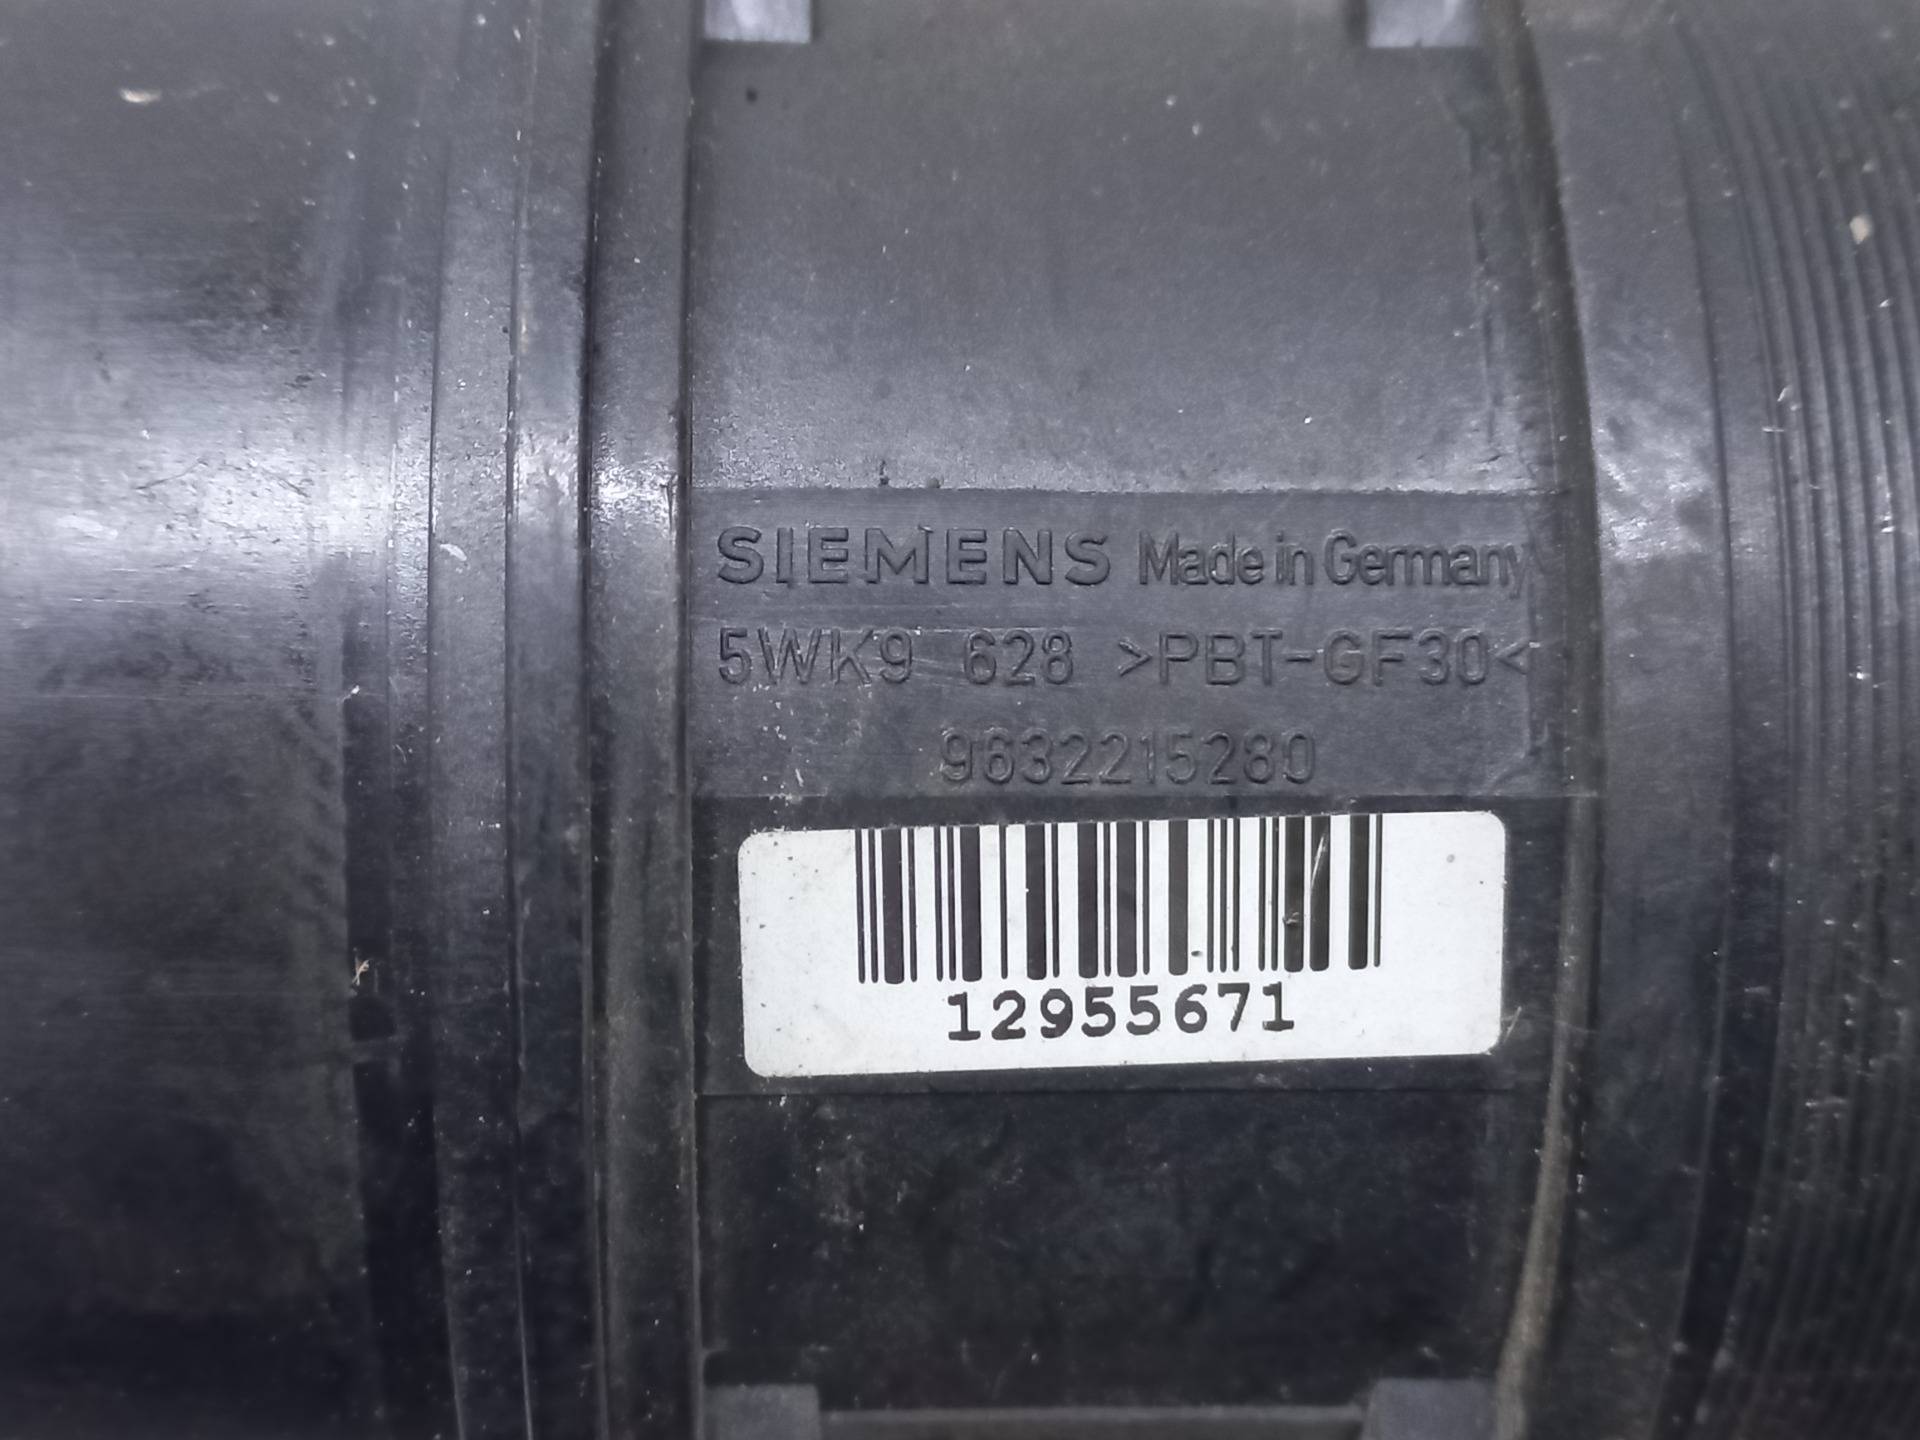 SIEMENS Made in Germany
5WK9 628 >PBT-GF30<
9632215280
12955671